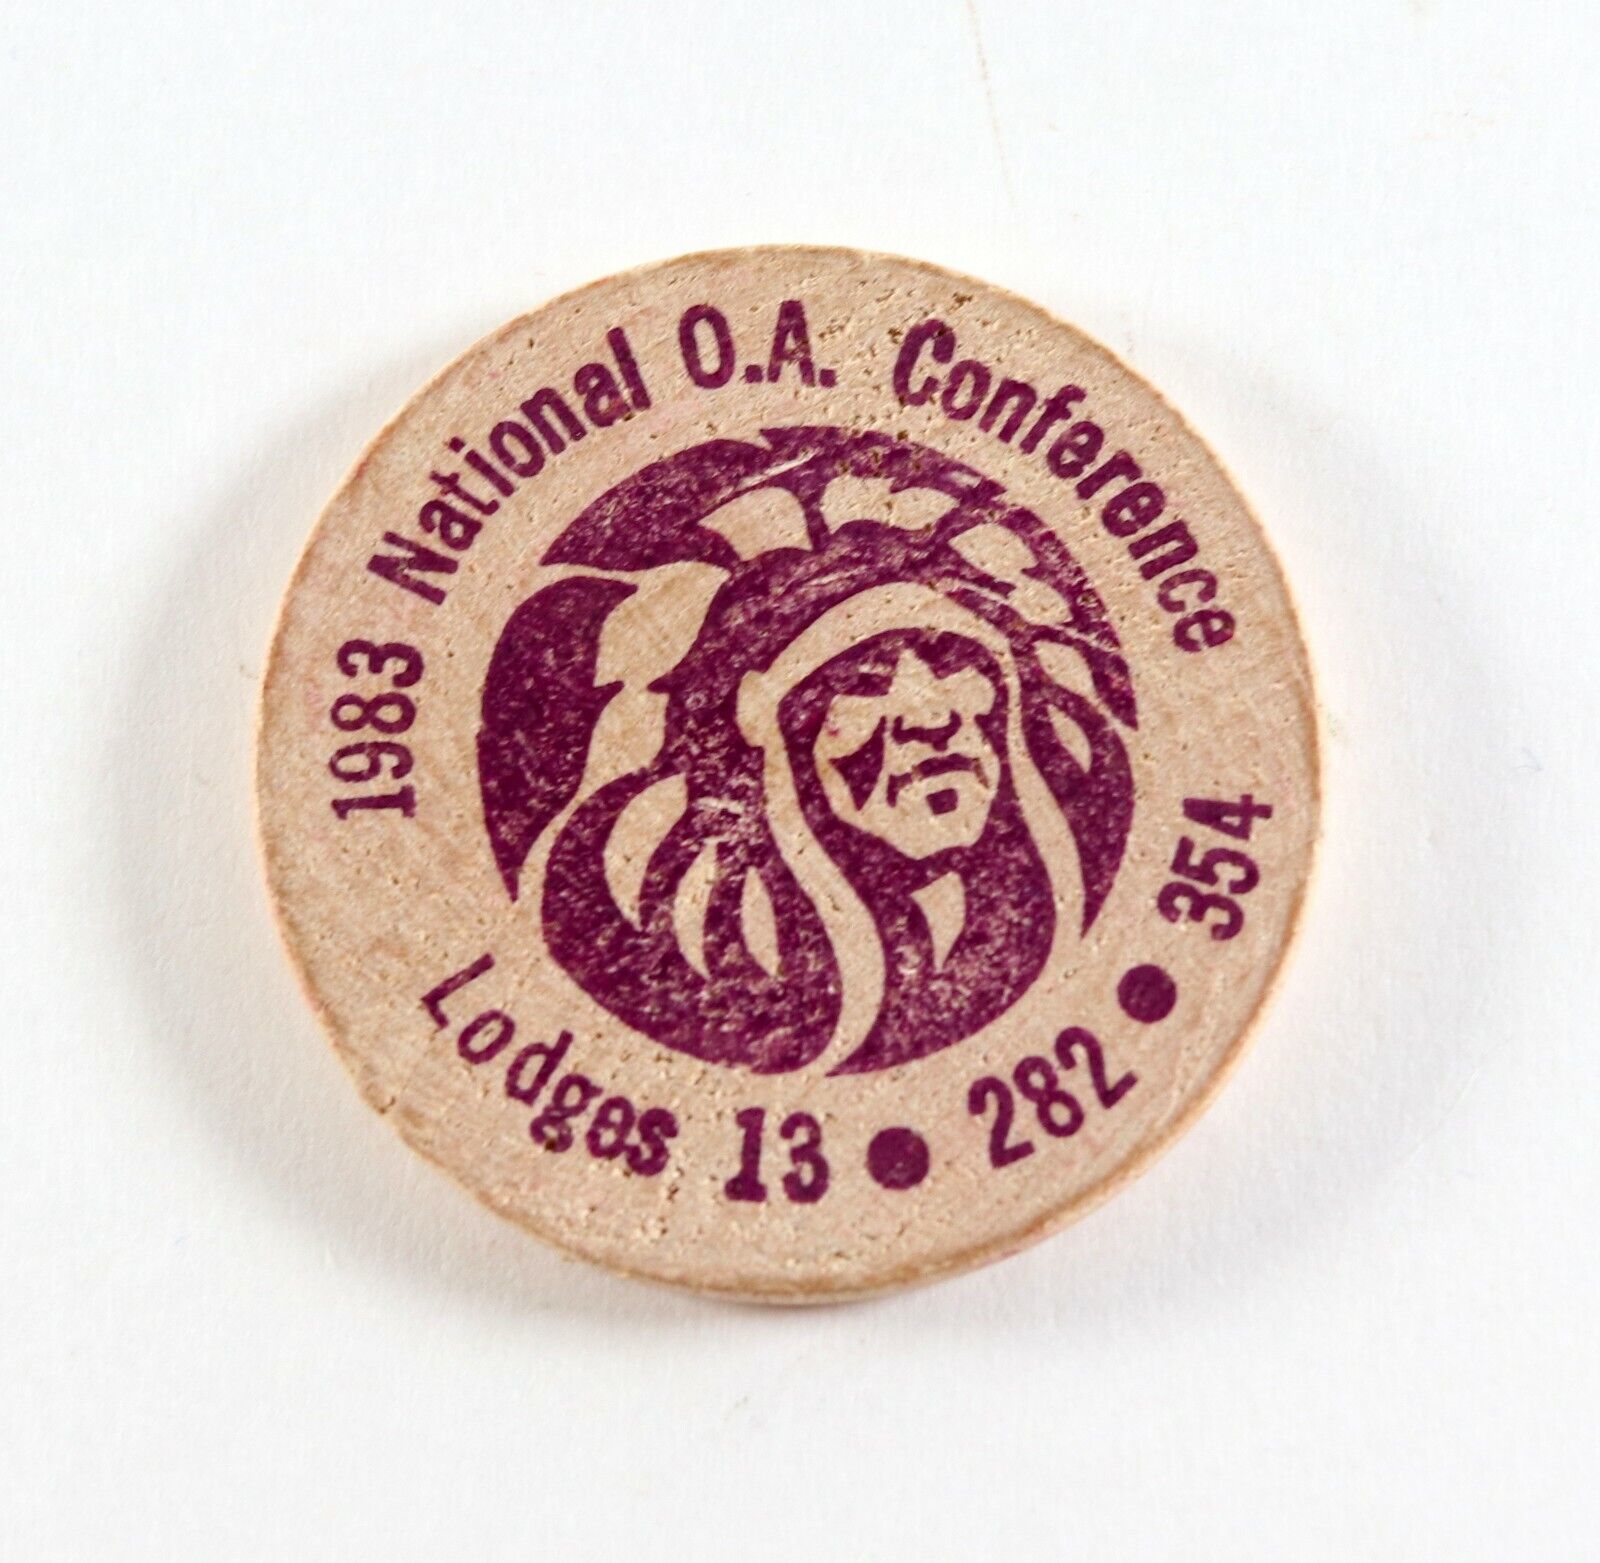 1983 National O.A. Conference
Lodges 13 • 282 • 354